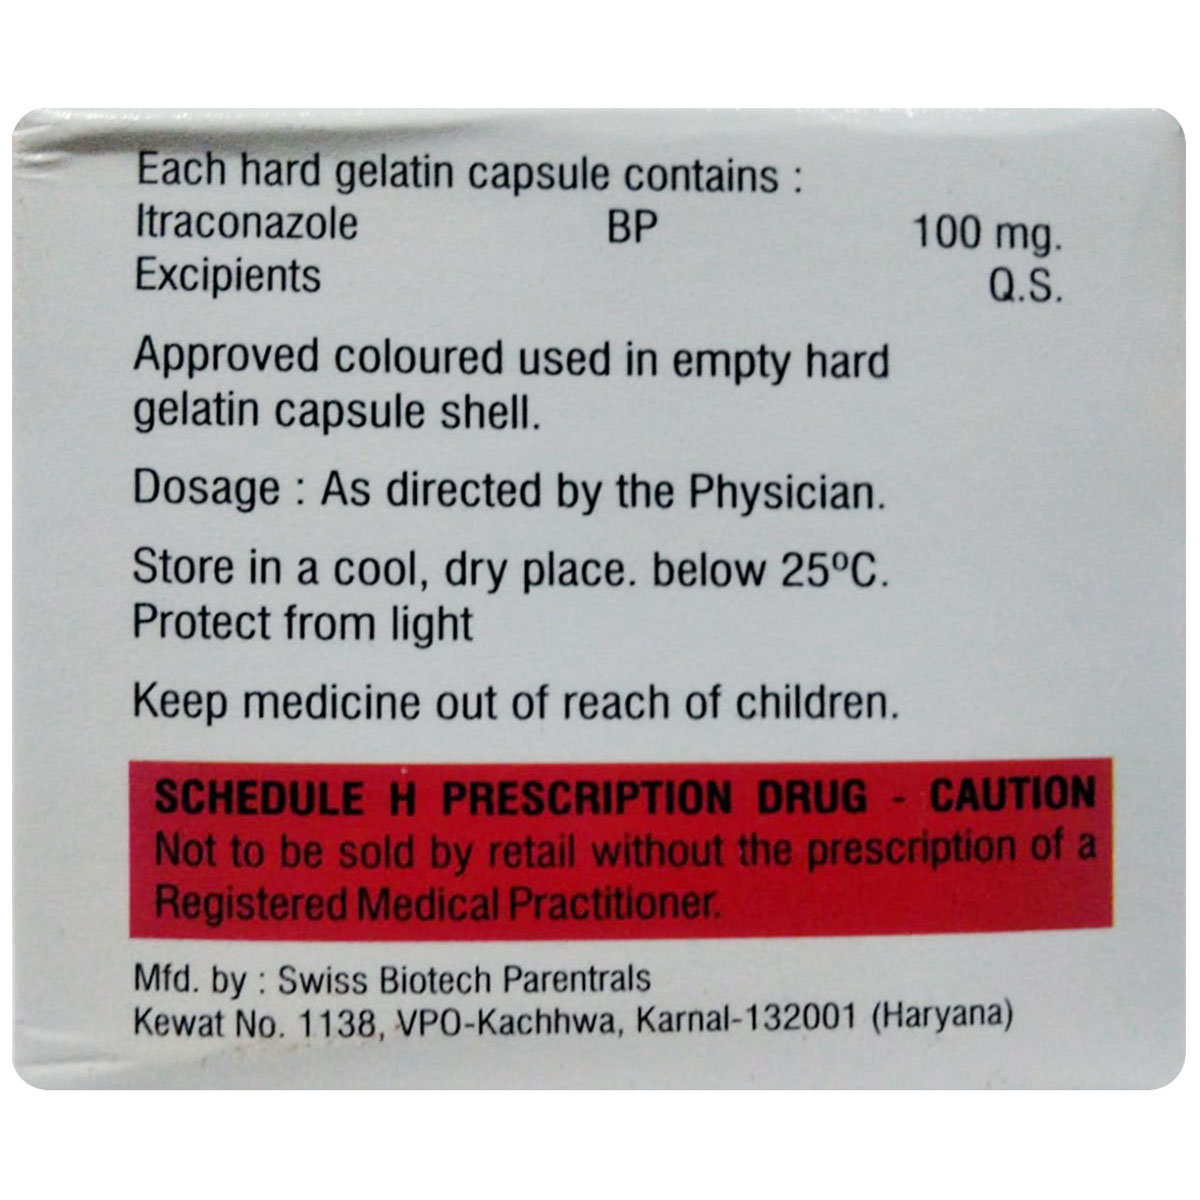 Each hard gelatin capsule contains :
Itraconazole BP 100 mg.
Excipients Q.S.
Approved coloured used in empty hard
gelatin capsule shell.
Dosage : As directed by the Physician.
Store in a cool, dry place. below 25ºC.
Protect from light
Keep medicine out of reach of children.
SCHEDULE H PRESCRIPTION DRUG - CAUTION
Not to be sold by retail without the prescription of a
Registered Medical Practitioner.
Mfd. by : Swiss Biotech Parentrals
Kewat No. 1138, VPO-Kachhwa, Karnal-132001 (Haryana)